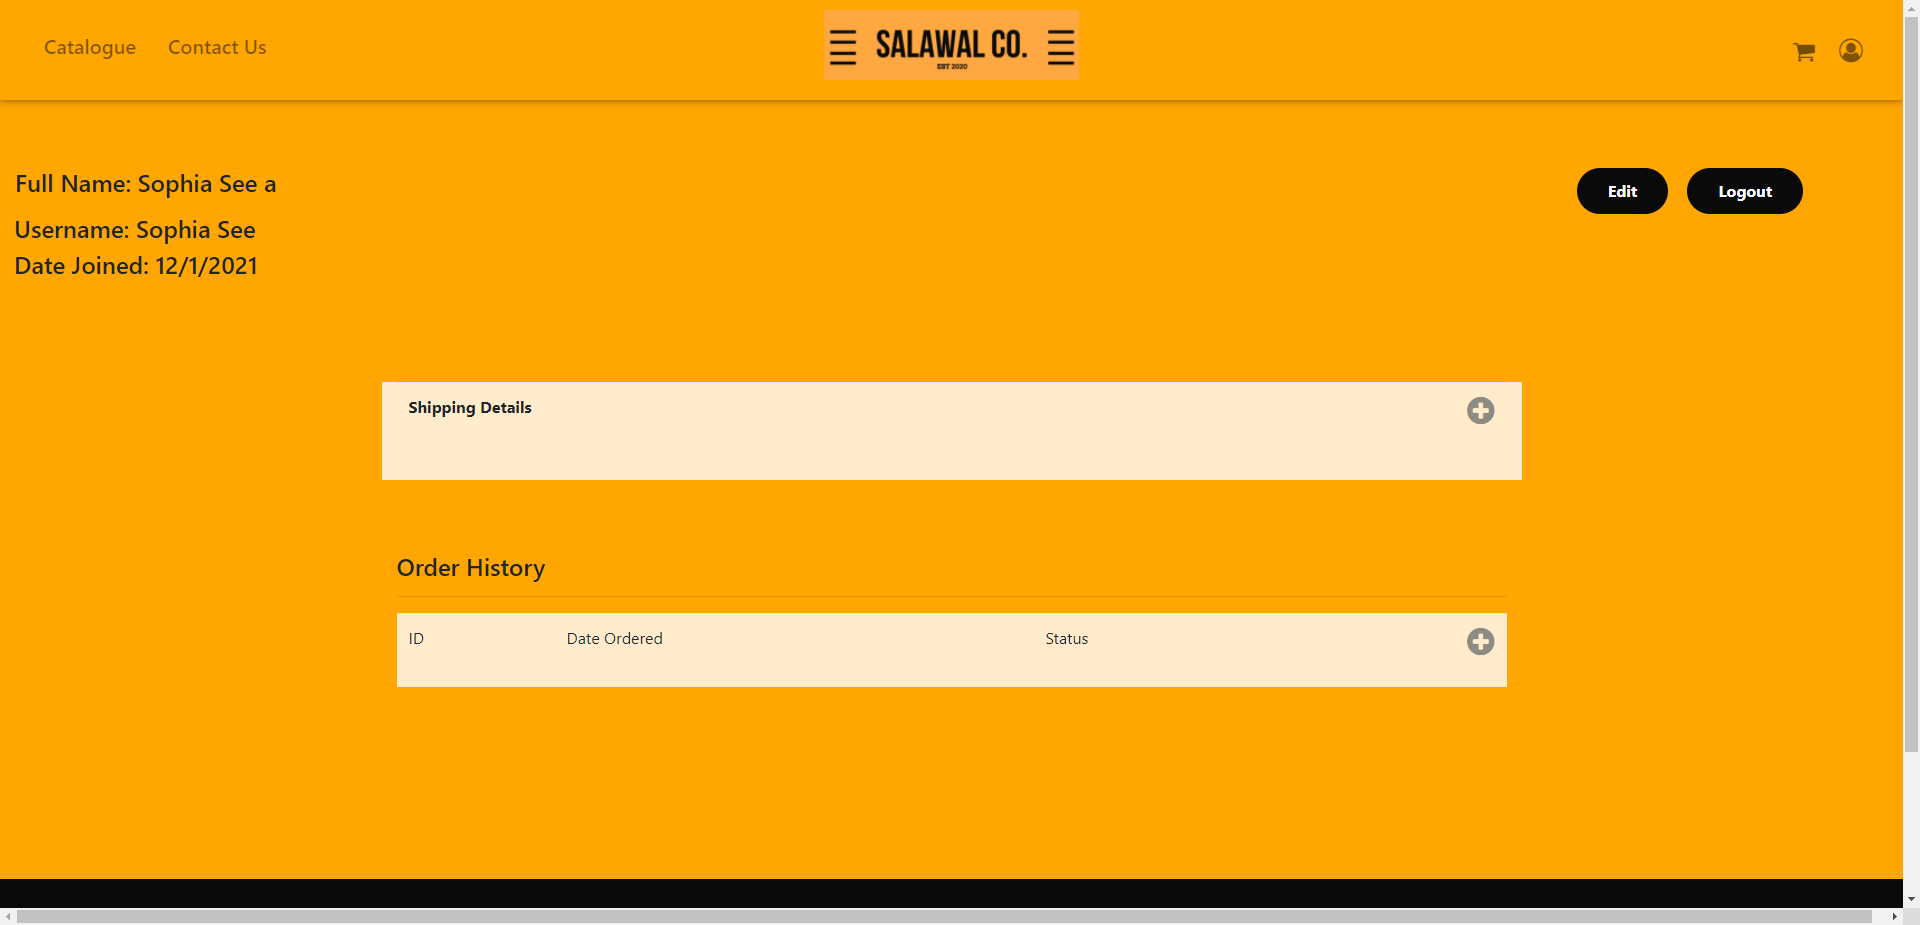 Catalogue Contact Us
SALAWAL CO.
EST 2020
Full Name: Sophia See a
Edit Logout
Username: Sophia See
Date Joined: 12/1/2021
Shipping Details
Order History
ID Date Ordered Status